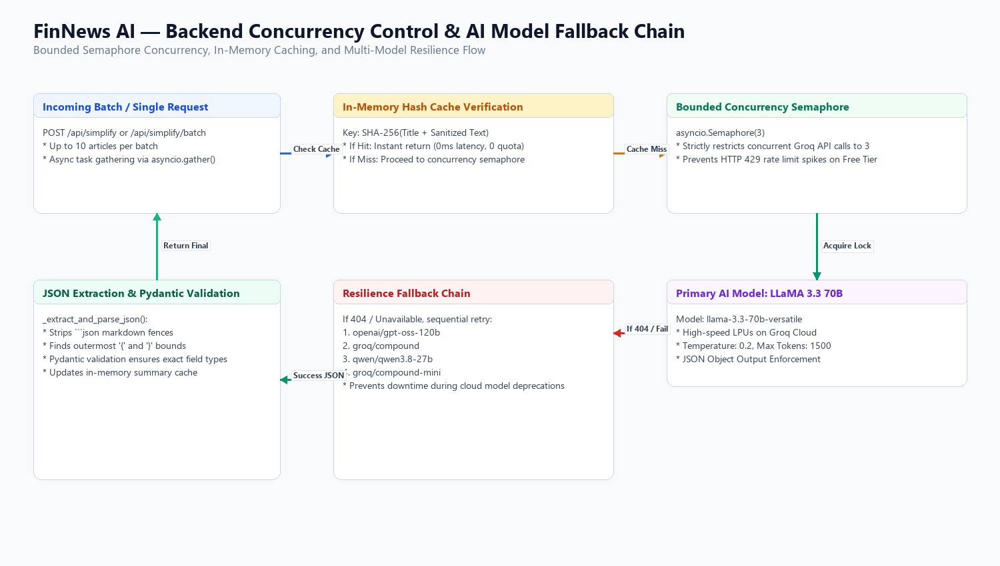 FinNews AI — Backend Concurrency Control & AI Model Fallback Chain
Bounded Semaphore Concurrency, In-Memory Caching, and Multi-Model Resilience Flow
Incoming Batch / Single Request
POST /api/simplify or /api/simplify/batch
* Up to 10 articles per batch
* Async task gathering via asyncio.gather()
Check Cache
In-Memory Hash Cache Verification
Key: SHA-256(Title + Sanitized Text)
* If Hit: Instant return (0ms latency, 0 quota)
* If Miss: Proceed to concurrency semaphore
Cache Miss
Bounded Concurrency Semaphore
asyncio.Semaphore(3)
* Strictly restricts concurrent Groq API calls to 3
* Prevents HTTP 429 rate limit spikes on Free Tier
Return Final
Acquire Lock
JSON Extraction & Pydantic Validation
_extract_and_parse_json():
* Strips ```json markdown fences
* Finds outermost '{' and '}' bounds
* Pydantic validation ensures exact field types
* Updates in-memory summary cache
Success JSON
Resilience Fallback Chain
If 404 / Unavailable, sequential retry:
1. openai/gpt-oss-120b
2. groq/compound
3. qwen/qwen3.8-27b
4. groq/compound-mini
* Prevents downtime during cloud model deprecations
If 404 / Fail
Primary AI Model: LLaMA 3.3 70B
Model: llama-3.3-70b-versatile
* High-speed LPUs on Groq Cloud
* Temperature: 0.2, Max Tokens: 1500
* JSON Object Output Enforcement